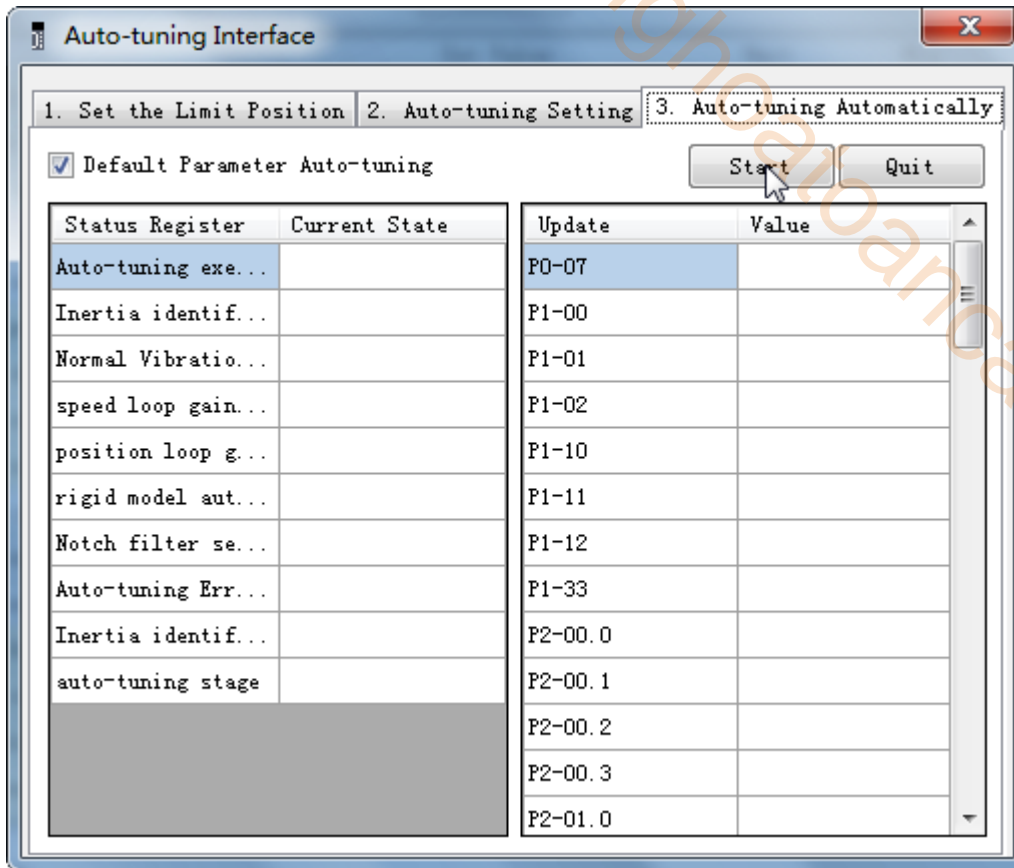 Auto-tuning Interface
1. Set the Limit Position
2. Auto-tuning Setting
3. Auto-tuning Automatically
Default Parameter Auto-tuning
Start
Quit
Status Register Current State
Auto-tuning exe...
Inertia identif...
Normal Vibratio...
speed loop gain...
position loop g...
rigid model aut...
Notch filter se...
Auto-tuning Err...
Inertia identif...
auto-tuning stage
Update Value
P0-07
P1-00
P1-01
P1-02
P1-10
P1-11
P1-12
P1-33
P2-00.0
P2-00.1
P2-00.2
P2-00.3
P2-01.0